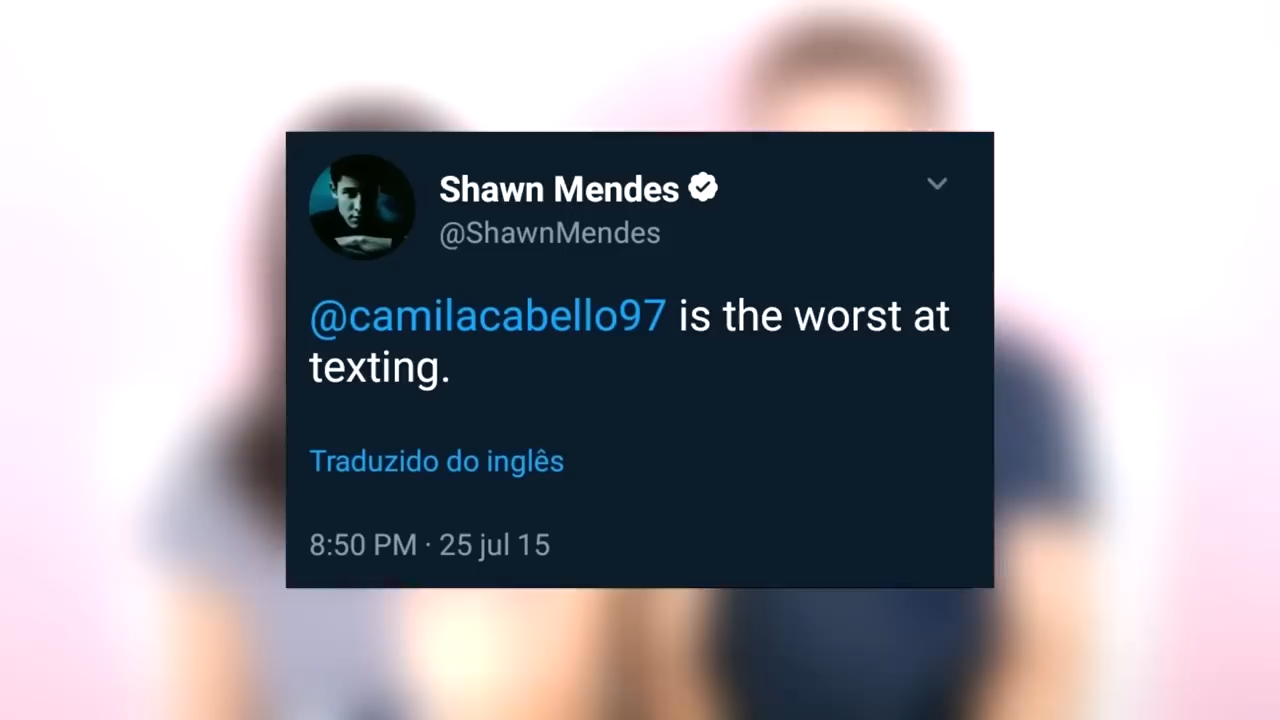 Shawn Mendes
@ShawnMendes
@camilacabello97 is the worst at
texting.
Traduzido do inglês
8:50 PM · 25 jul 15